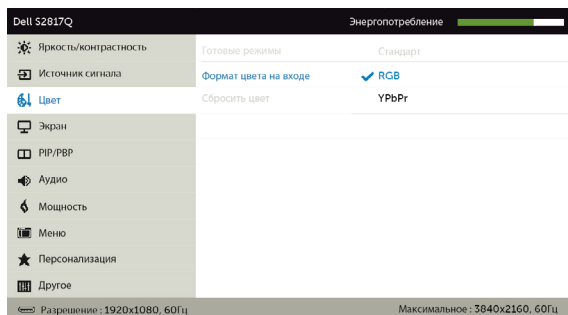 Dell S2817Q Энергопотребление
Яркость/контрастность Готовые режимы Стандарт
Источник сигнала Формат цвета на входе RGB
Цвет Сбросить цвет YPbPr
Экран
PIP/PBP
Аудио
Мощность
Меню
Персонализация
Другое
Разрешение : 1920x1080, 60Гц Максимальное : 3840x2160, 60Гц